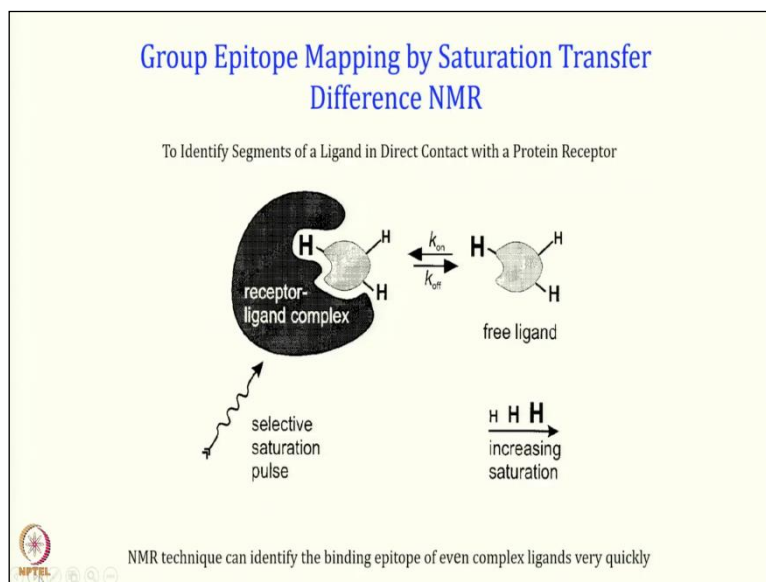 Group Epitope Mapping by Saturation Transfer
Difference NMR
To Identify Segments of a Ligand in Direct Contact with a Protein Receptor
H
H
H
receptor-
ligand complex
kon
koff
H
H
H
free ligand
selective
saturation
pulse
H H H
increasing
saturation
NMR technique can identify the binding epitope of even complex ligands very quickly
NPTEL